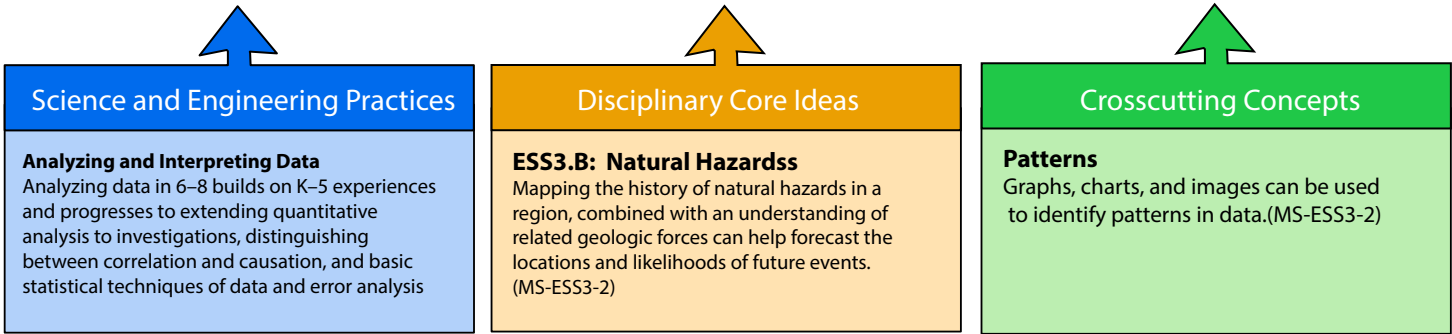 Science and Engineering Practices
Analyzing and Interpreting Data
Analyzing data in 6–8 builds on K–5 experiences
and progresses to extending quantitative
analysis to investigations, distinguishing
between correlation and causation, and basic
statistical techniques of data and error analysis
Disciplinary Core Ideas
ESS3.B: Natural Hazardss
Mapping the history of natural hazards in a
region, combined with an understanding of
related geologic forces can help forecast the
locations and likelihoods of future events.
(MS-ESS3-2)
Crosscutting Concepts
Patterns
Graphs, charts, and images can be used
to identify patterns in data.(MS-ESS3-2)